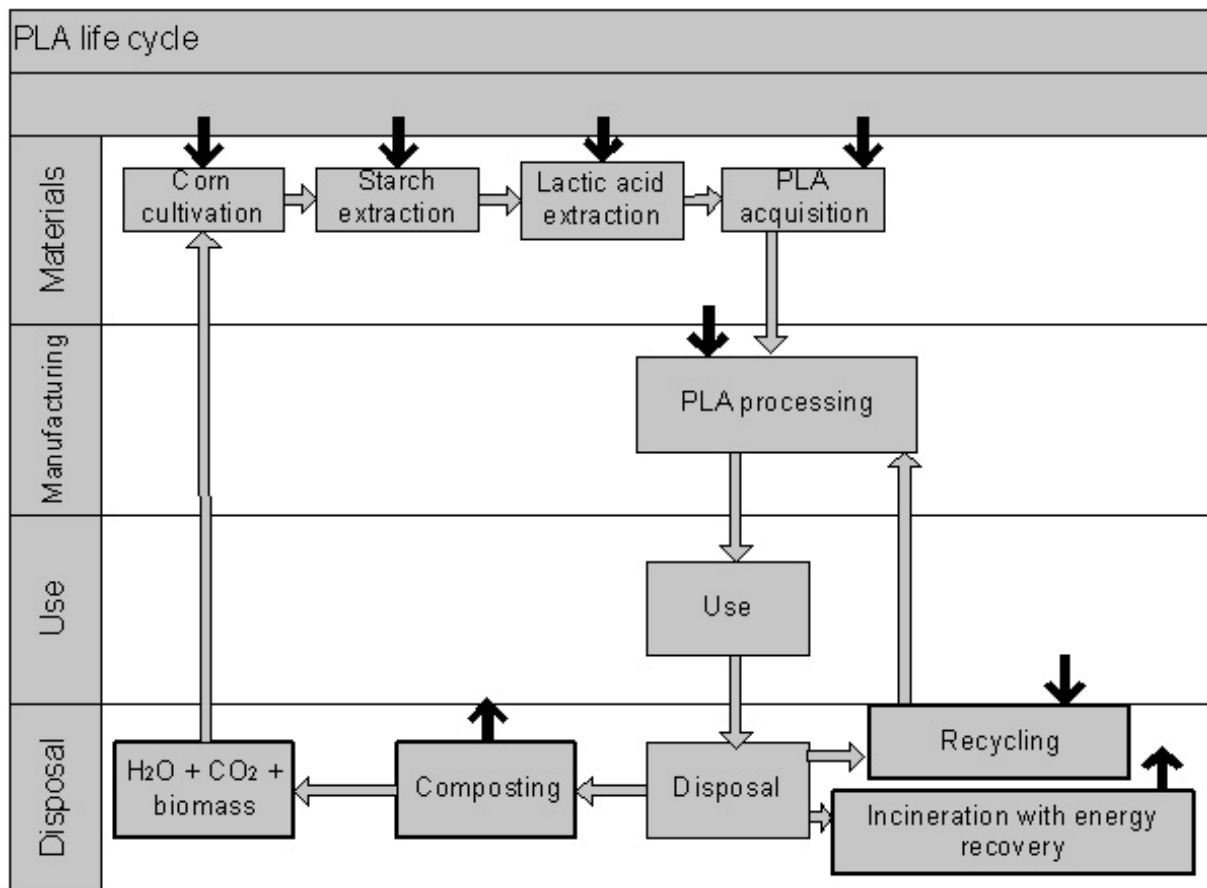 PLA life cycle
Materials
Corn
cultivation
Starch
extraction
Lactic acid
extraction
PLA
acquisition
Manufacturing
PLA processing
Use
Use
Disposal
H₂O + CO₂ +
biomass
Composting
Disposal
Recycling
Incineration with energy
recovery